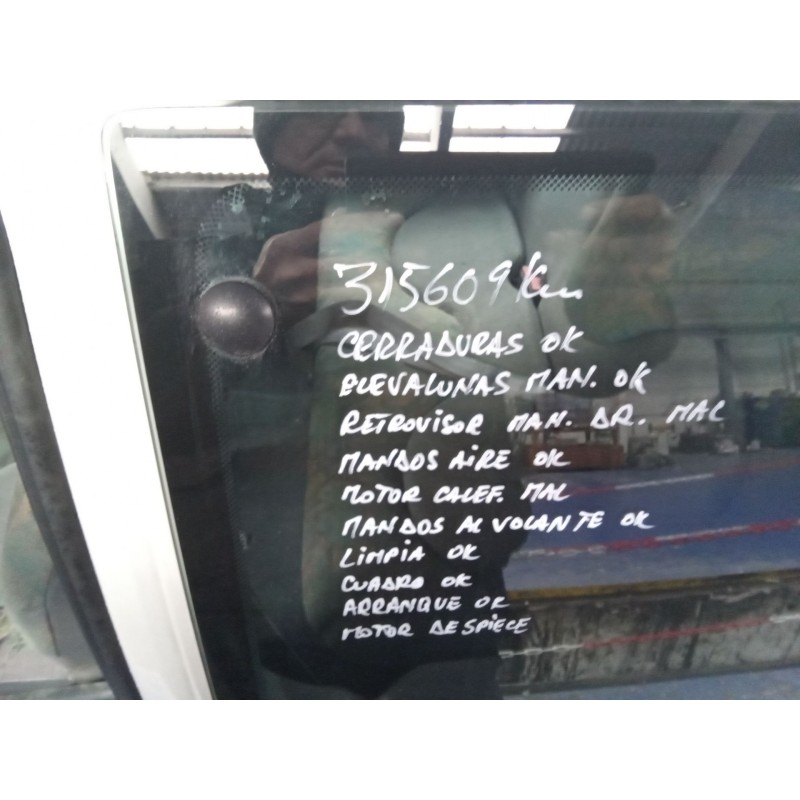 315609 Km
CERRADURAS OK
ELEVALUNAS MAN. OK
RETROVISOR MAN. DR. MAL
MANDOS AIRE OK
MOTOR CALEF. MAL
MANDOS AL VOLANTE OK
LIMPIA OK
CUADRO OK
ARRANQUE OK
MOTOR DESPIECE